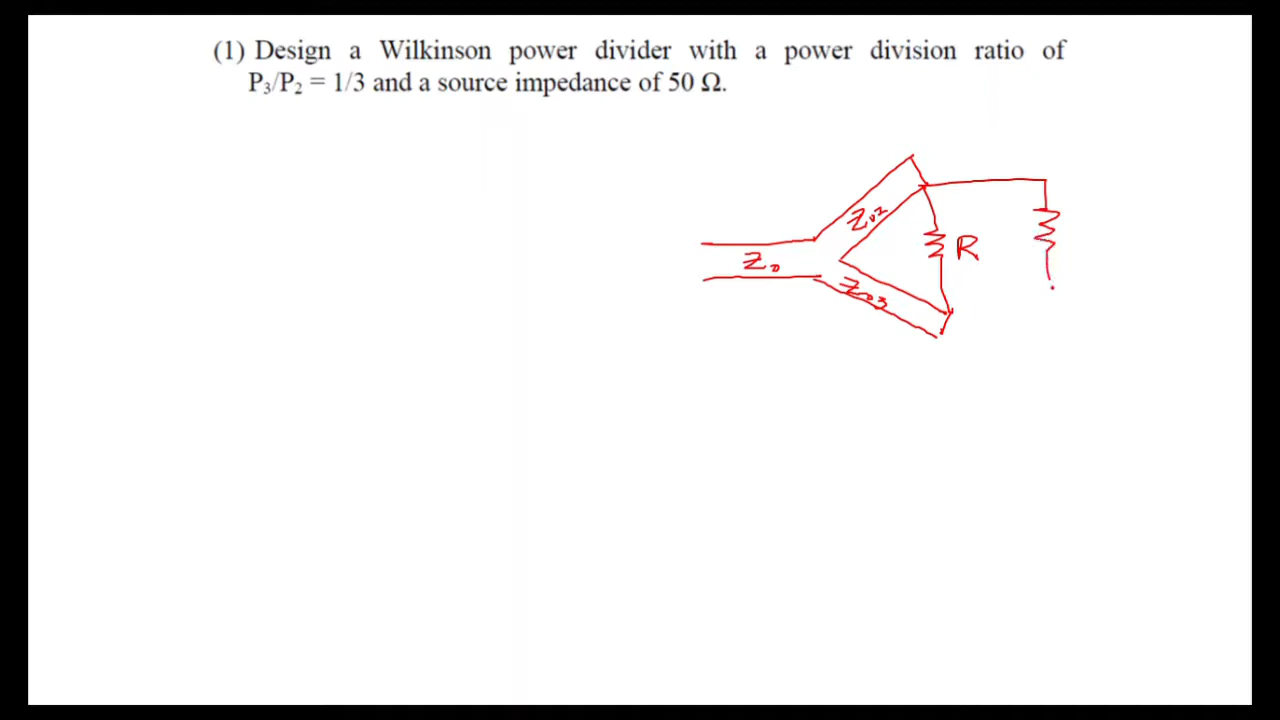 (1) Design a Wilkinson power divider with a power division ratio of
P₃/P₂ = 1/3 and a source impedance of 50 Ω.
Z₀₂
Z₀
R
Z₀₃